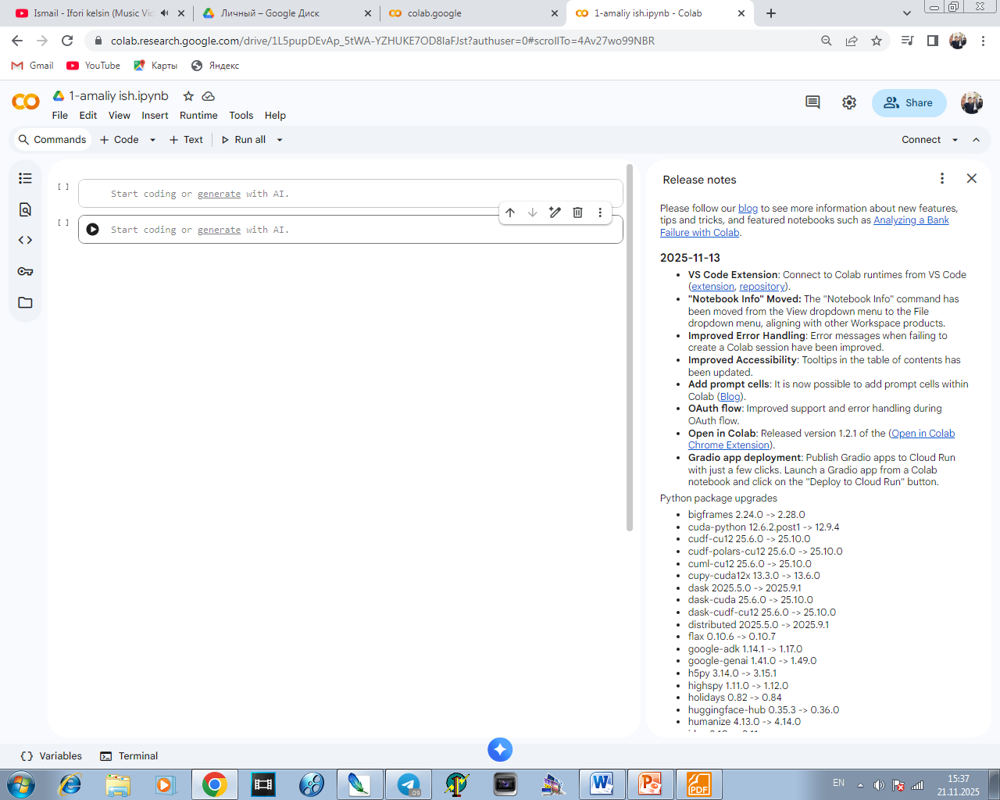 Ismail - Ifori kelsin (Music Vi
Личный – Google Диск
colab.google
1-amaliy ish.ipynb - Colab
colab.research.google.com/drive/1L5pupDEvAp_5tWA-YZHUKE7OD8laFJst?authuser=0#scrollTo=4Av27wo99NBR
Gmail
YouTube
Карты
Яндекс
1-amaliy ish.ipynb
File Edit View Insert Runtime Tools Help
Share
Commands + Code + Text Run all
Connect
[ ] Start coding or generate with AI.
[ ] Start coding or generate with AI.
Release notes
Please follow our blog to see more information about new features,
tips and tricks, and featured notebooks such as Analyzing a Bank
Failure with Colab.
2025-11-13
• VS Code Extension: Connect to Colab runtimes from VS Code
(extension, repository).
• "Notebook Info" Moved: The "Notebook Info" command has
been moved from the View dropdown menu to the File
dropdown menu, aligning with other Workspace products.
• Improved Error Handling: Error messages when failing to
create a Colab session have been improved.
• Improved Accessibility: Tooltips in the table of contents has
been updated.
• Add prompt cells: It is now possible to add prompt cells within
Colab (Blog).
• OAuth flow: Improved support and error handling during
OAuth flow.
• Open in Colab: Released version 1.2.1 of the (Open in Colab
Chrome Extension).
• Gradio app deployment: Publish Gradio apps to Cloud Run
with just a few clicks. Launch a Gradio app from a Colab
notebook and click on the "Deploy to Cloud Run" button.
Python package upgrades
• bigframes 2.24.0 -> 2.28.0
• cuda-python 12.6.2.post1 -> 12.9.4
• cudf-cu12 25.6.0 -> 25.10.0
• cudf-polars-cu12 25.6.0 -> 25.10.0
• cuml-cu12 25.6.0 -> 25.10.0
• cupy-cuda12x 13.3.0 -> 13.6.0
• dask 2025.5.0 -> 2025.9.1
• dask-cuda 25.6.0 -> 25.10.0
• dask-cudf-cu12 25.6.0 -> 25.10.0
• distributed 2025.5.0 -> 2025.9.1
• flax 0.10.6 -> 0.10.7
• google-adk 1.14.1 -> 1.17.0
• google-genai 1.41.0 -> 1.49.0
• h5py 3.14.0 -> 3.15.1
• highspy 1.11.0 -> 1.12.0
• holidays 0.82 -> 0.84
• huggingface-hub 0.35.3 -> 0.36.0
• humanize 4.13.0 -> 4.14.0
Variables
Terminal
.09
W
P
PDF
EN
15:37
21.11.2025